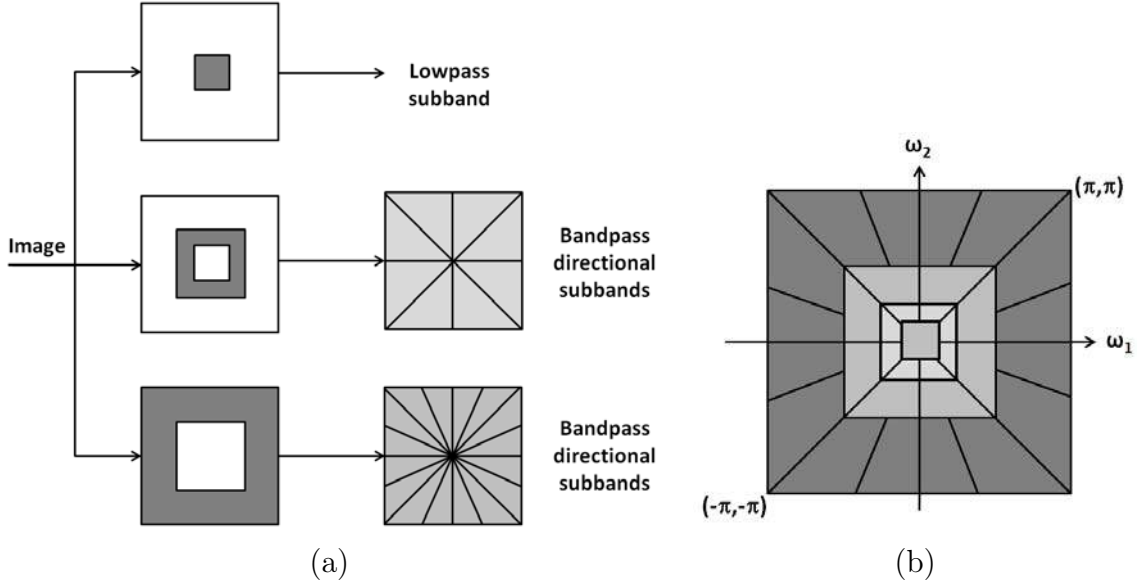 Lowpass
subband
Image
Bandpass
directional
subbands
Bandpass
directional
subbands
(a)
ω₂
(π,π)
ω₁
(-π,-π)
(b)